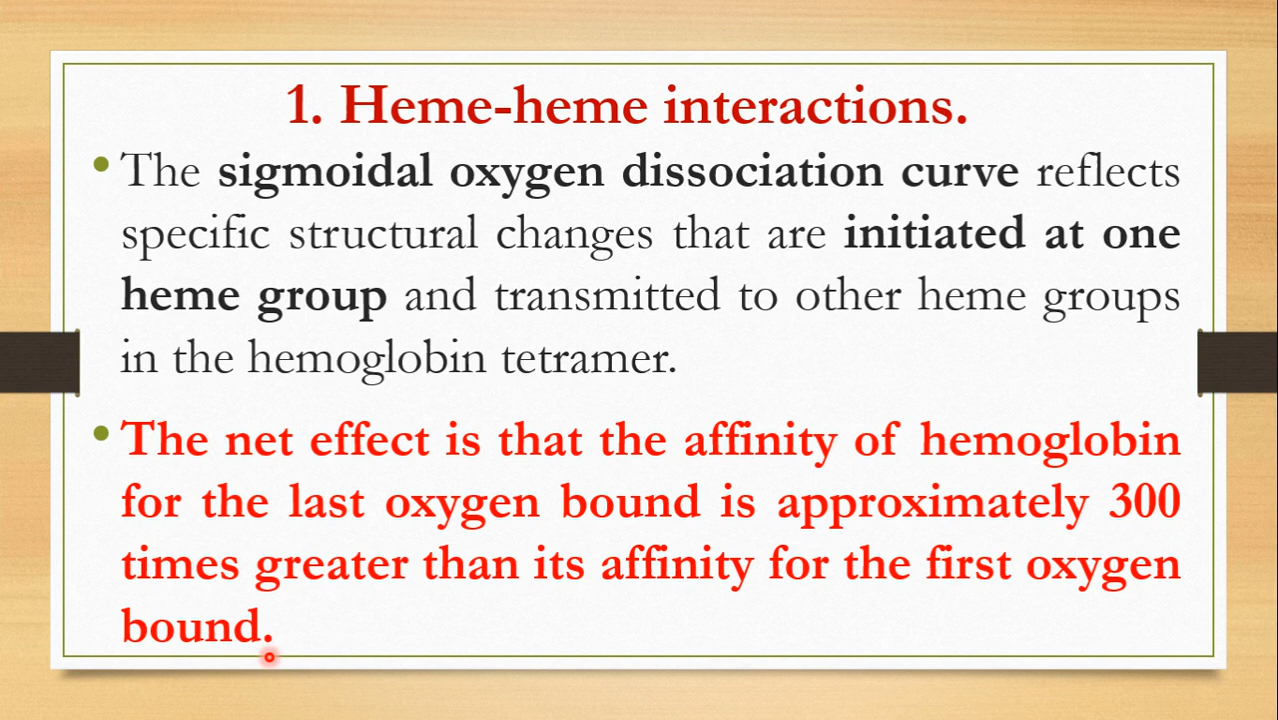 1. Heme-heme interactions.
• The sigmoidal oxygen dissociation curve reflects
specific structural changes that are initiated at one
heme group and transmitted to other heme groups
in the hemoglobin tetramer.
• The net effect is that the affinity of hemoglobin
for the last oxygen bound is approximately 300
times greater than its affinity for the first oxygen
bound.